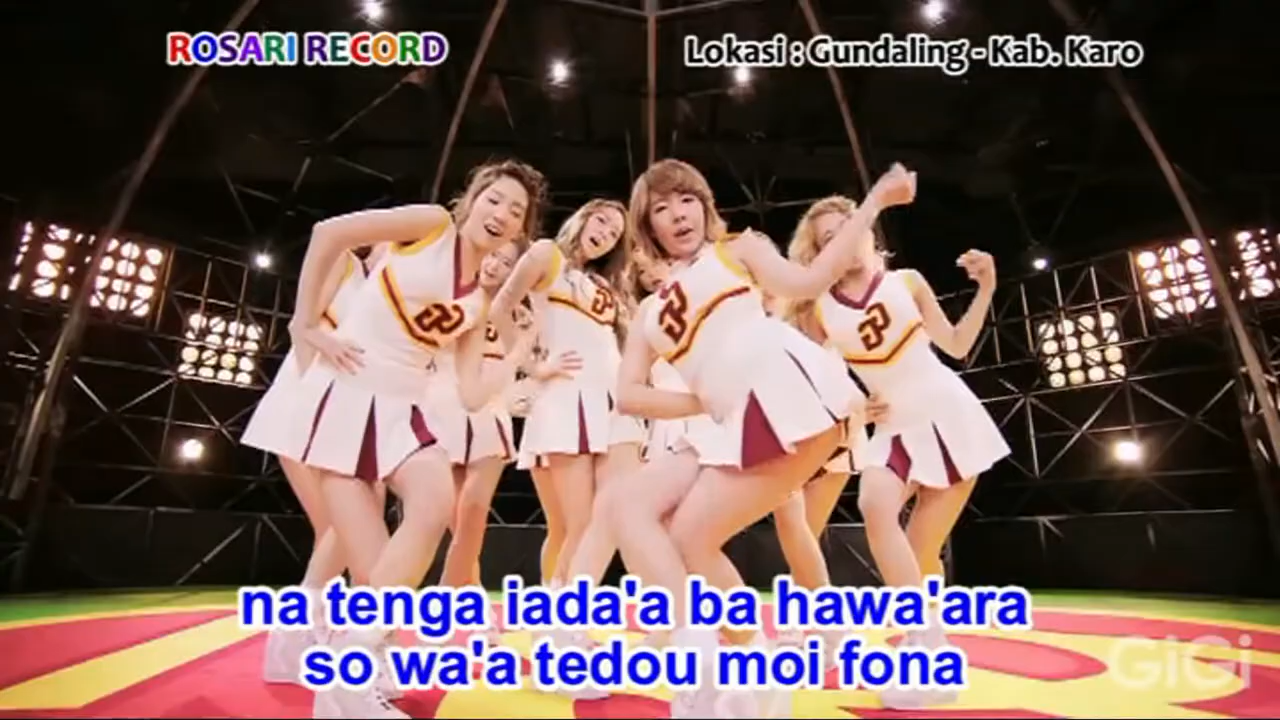 ROSARI RECORD
Lokasi : Gundaling - Kab. Karo
na tenga iada'a ba hawa'ara
so wa'a tedou moi fona
GiGi